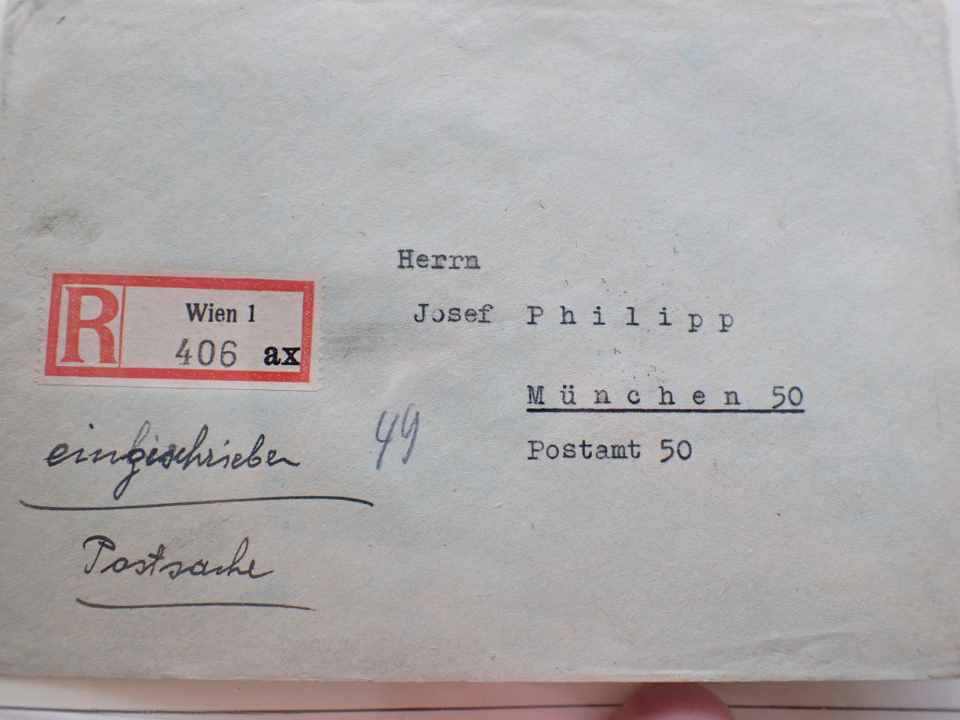 Herrn
Josef Philipp
München 50
Postamt 50
R
Wien 1
406 ax
49
eingeschrieben
Postsache